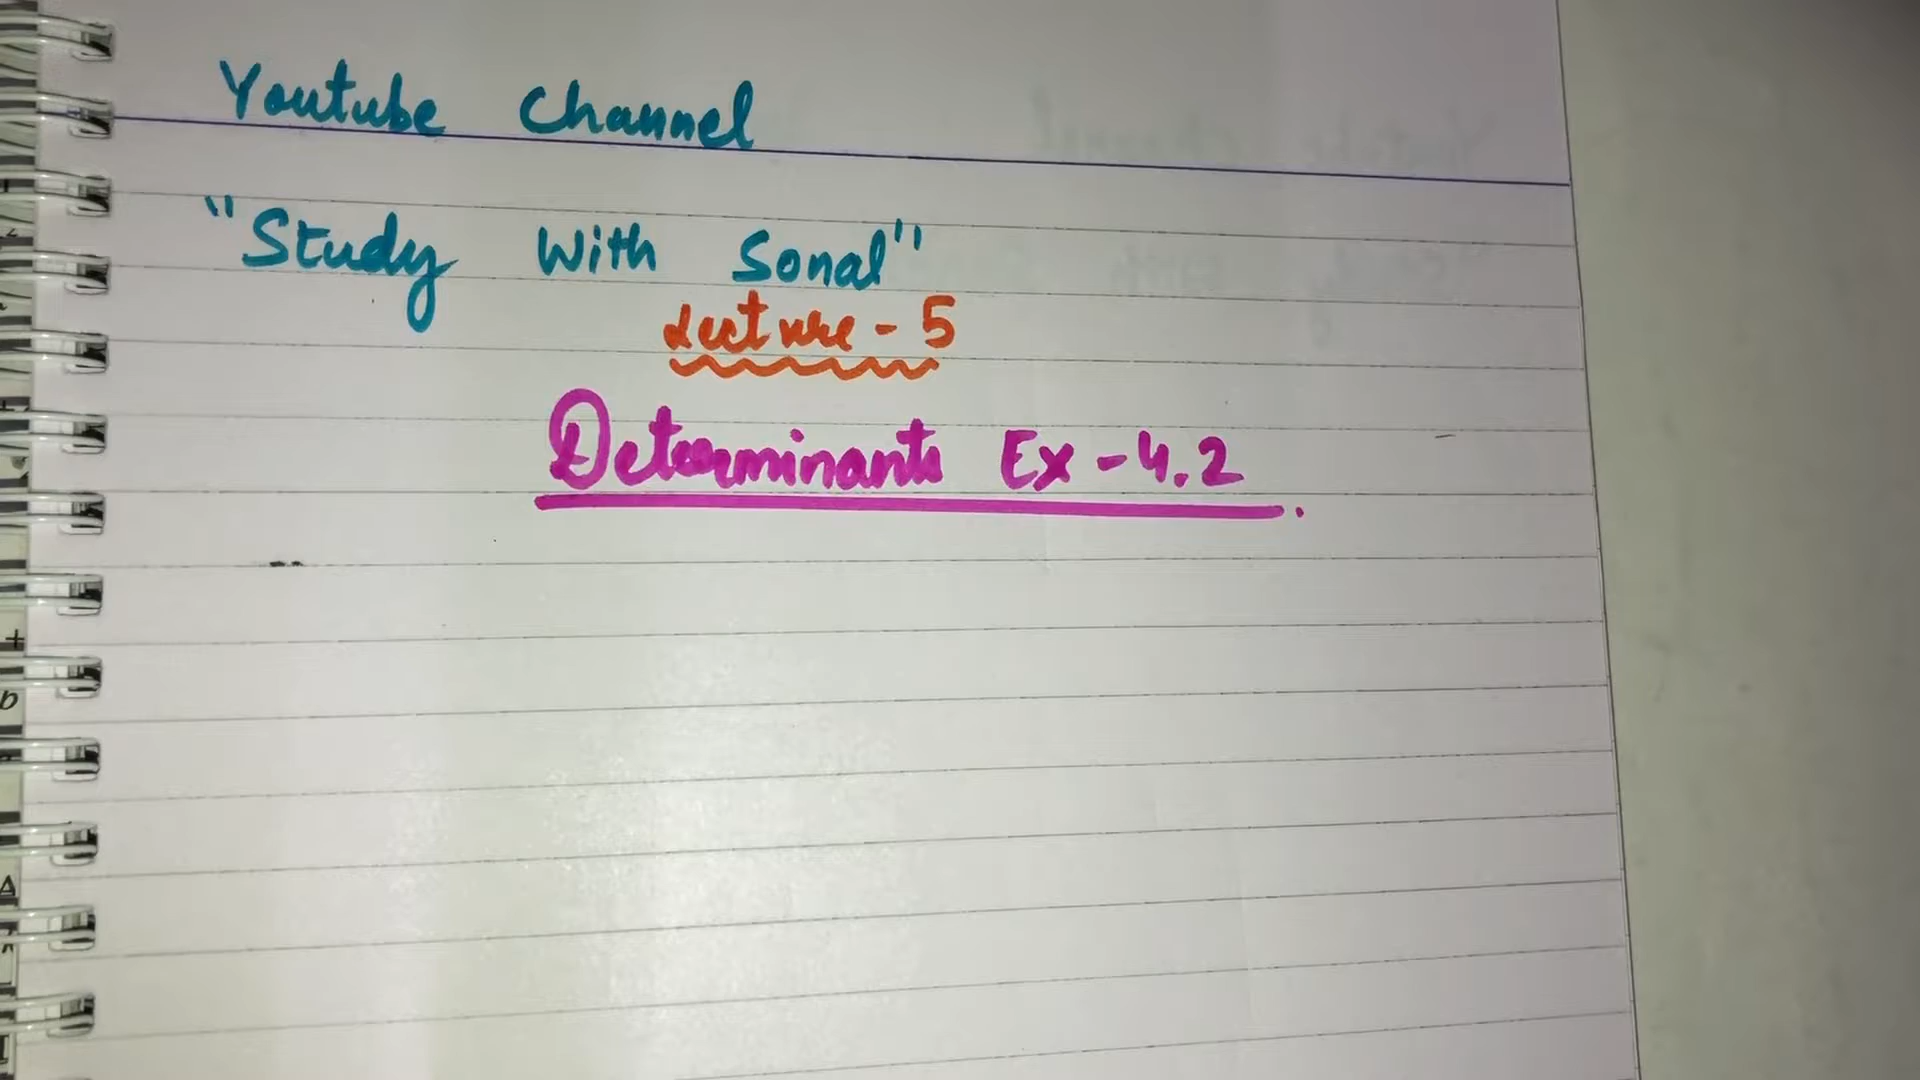 Youtube Channel
"Study With Sonal"
Lecture - 5
Determinants Ex - 4.2